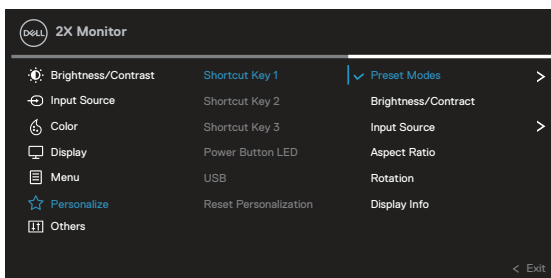 DELL 2X Monitor
Brightness/Contrast
Input Source
Color
Display
Menu
Personalize
Others
Shortcut Key 1
Shortcut Key 2
Shortcut Key 3
Power Button LED
USB
Reset Personalization
Preset Modes >
Brightness/Contract
Input Source >
Aspect Ratio
Rotation
Display Info
< Exit